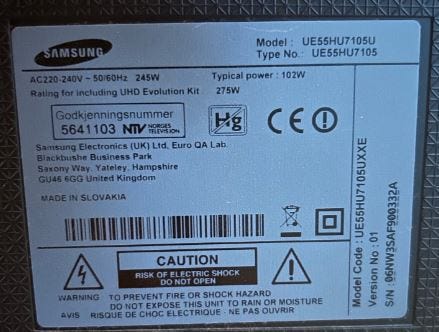 SAMSUNG
Model : UE55HU7105U
Type No.: UE55HU7105
AC220-240V ~ 50/60Hz 245W Typical power : 102W
Rating for including UHD Evolution Kit 275W
Godkjenningsnummer
5641103 NTV NORGES TELEVISJON
Hg
CE
Samsung Electronics (UK) Ltd, Euro QA Lab.
Blackbushe Business Park
Saxony Way, Yateley, Hampshire
GU46 6GG United Kingdom
MADE IN SLOVAKIA
CAUTION
RISK OF ELECTRIC SHOCK
DO NOT OPEN
WARNING TO PREVENT FIRE OR SHOCK HAZARD
DO NOT EXPOSE THIS UNIT TO RAIN OR MOISTURE
AVIS RISQUE DE CHOC ELECTRIQUE - NE PAS OUVRIR
Model Code : UE55HU7105UXXE
Version No : 01
S/N : 06NW3SAF900332A